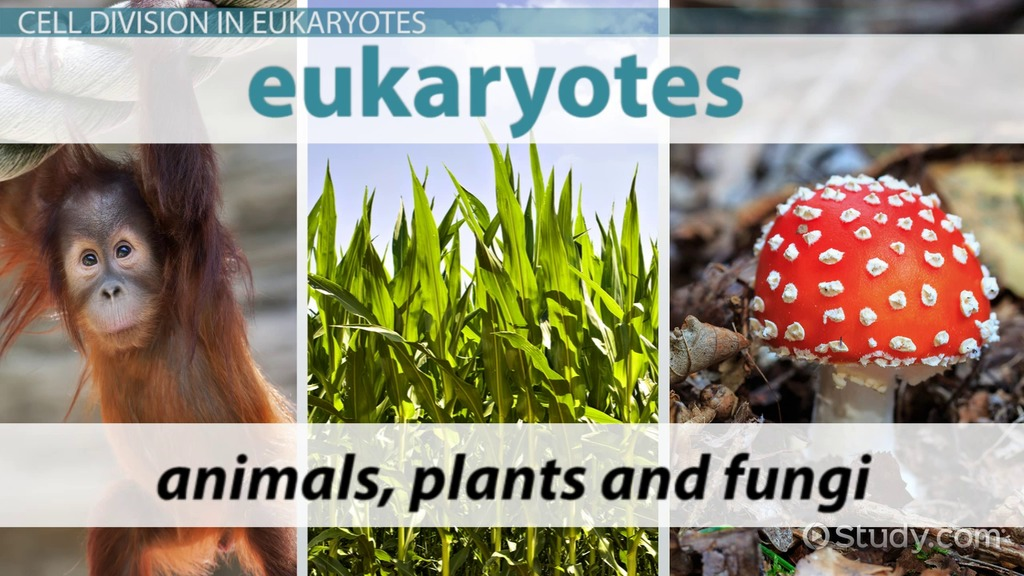 CELL DIVISION IN EUKARYOTES
eukaryotes
animals, plants and fungi
Study.com